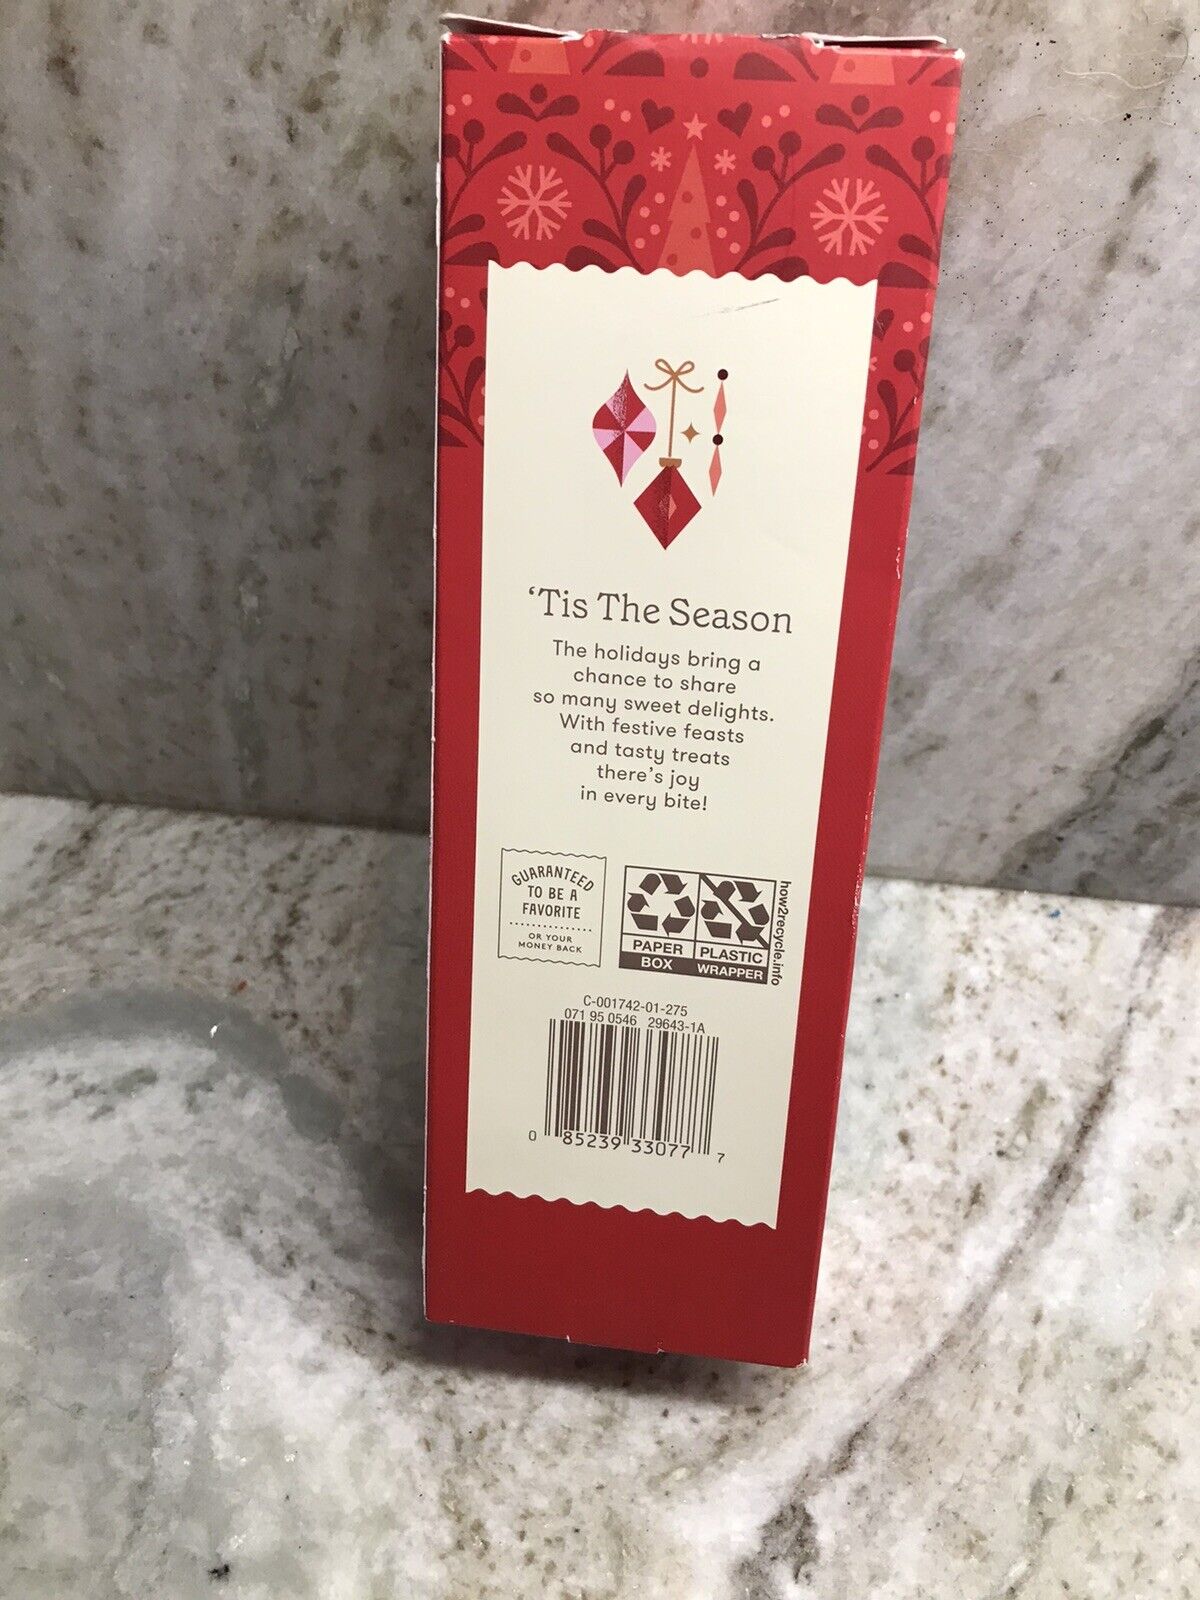 ‘Tis The Season
The holidays bring a
chance to share
so many sweet delights.
With festive feasts
and tasty treats
there’s joy
in every bite!
GUARANTEED
TO BE A
FAVORITE
OR YOUR
MONEY BACK
PAPER
BOX
PLASTIC
WRAPPER
how2recycle.info
C-001742-01-275
071 95 0546 29643-1A
0 85239 33077 7